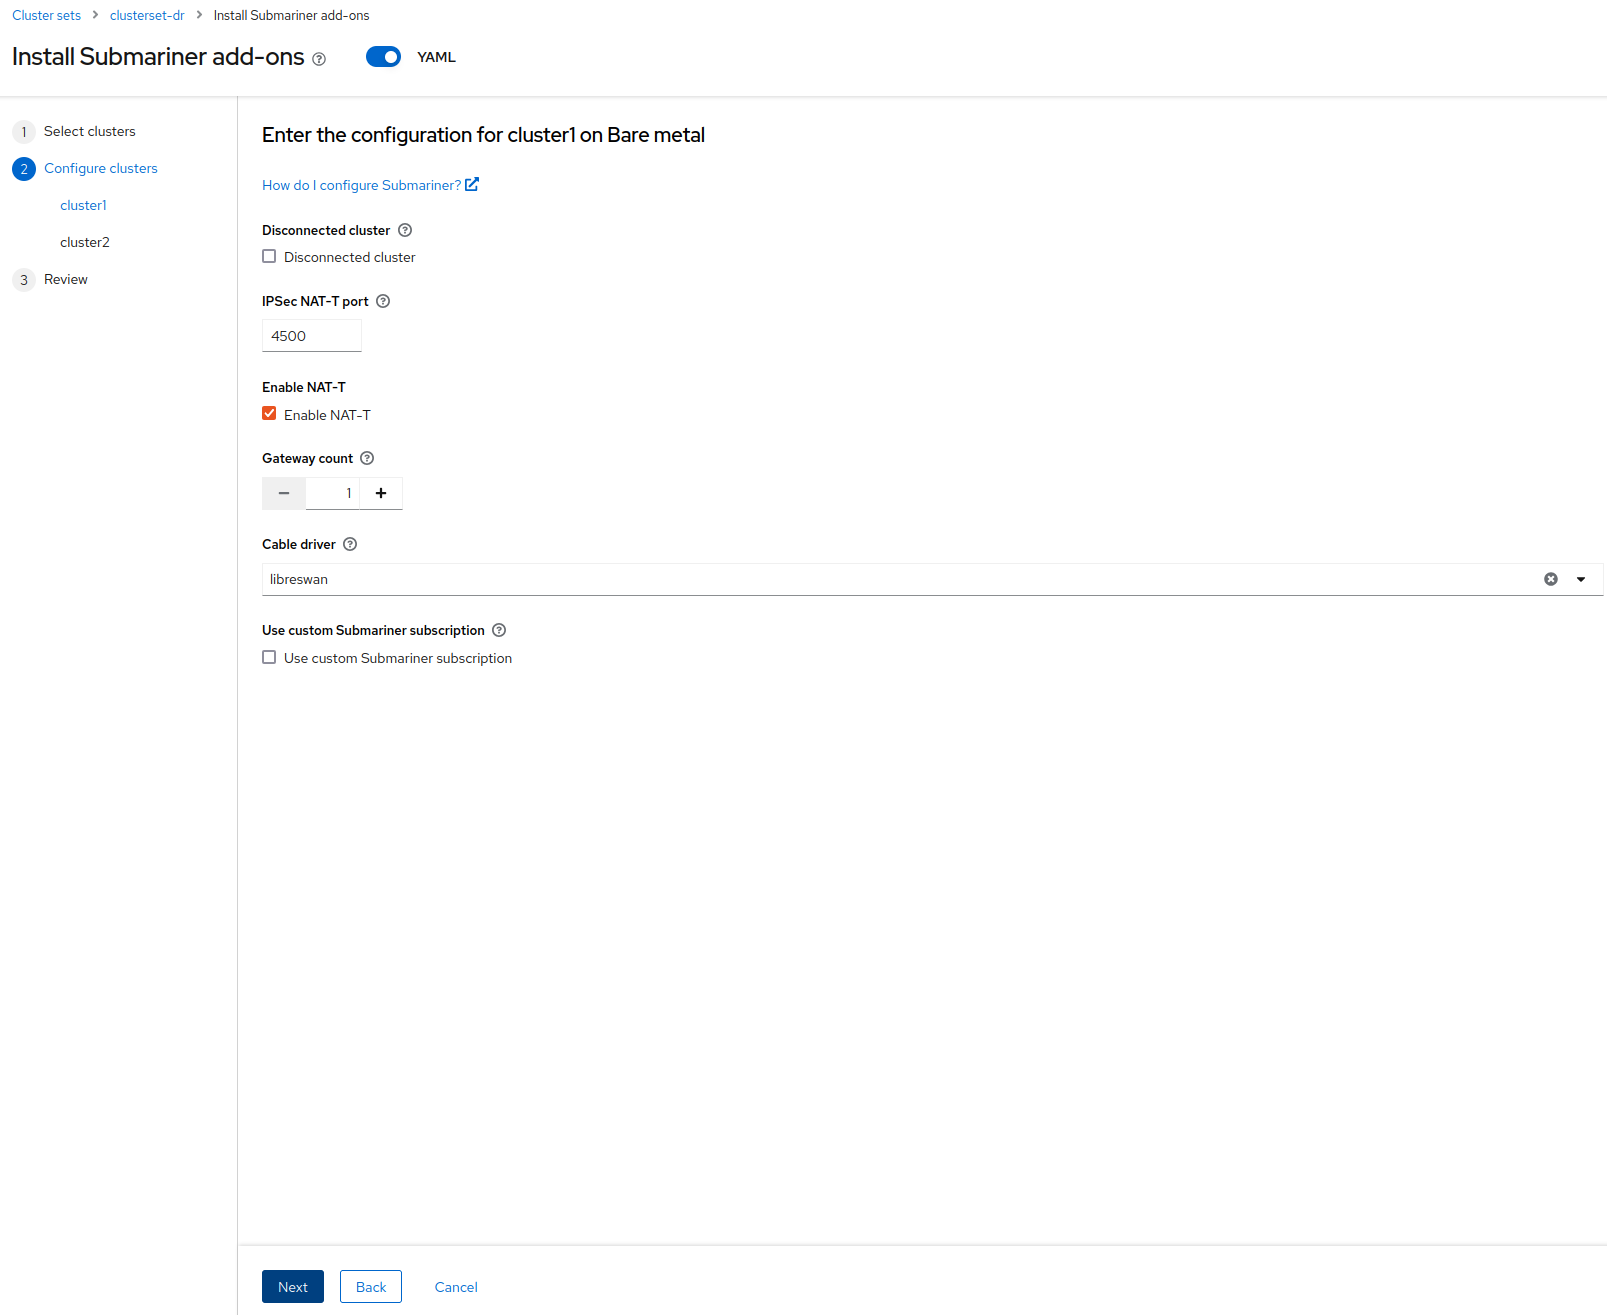 Cluster sets > clusterset-dr > Install Submariner add-ons
Install Submariner add-ons YAML
1 Select clusters
2 Configure clusters
cluster1
cluster2
3 Review
Enter the configuration for cluster1 on Bare metal
How do I configure Submariner?
Disconnected cluster
Disconnected cluster
IPSec NAT-T port
4500
Enable NAT-T
Enable NAT-T
Gateway count
1
Cable driver
libreswan
Use custom Submariner subscription
Use custom Submariner subscription
Next Back Cancel